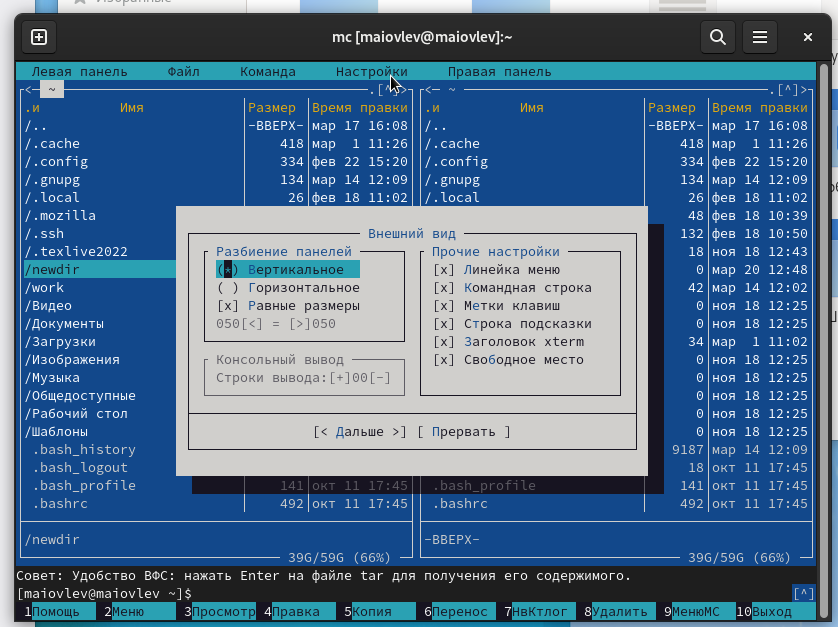 Избранные
mc [maiovlev@maiovlev]:~
Левая панель Файл Команда Настройки Правая панель
<- ~ .[^]> <- ~ .[^]>
.и Имя Размер Время правки .и Имя Размер Время правки
/.. -ВВЕРХ- мар 17 16:08 /.. -ВВЕРХ- мар 17 16:08
/.cache 418 мар 1 11:26 /.cache 418 мар 1 11:26
/.config 334 фев 22 15:20 /.config 334 фев 22 15:20
/.gnupg 134 мар 14 12:09 /.gnupg 134 мар 14 12:09
/.local 26 фев 18 11:02 /.local 26 фев 18 11:02
/.mozilla 48 фев 18 10:39
/.ssh Внешний вид 132 фев 18 10:50
/.texlive2022 Разбиение панелей Прочие настройки 18 ноя 18 12:43
/newdir (*) Вертикальное [x] Линейка меню 0 мар 20 12:48
/work ( ) Горизонтальное [x] Командная строка 42 мар 14 12:02
/Видео [x] Равные размеры [x] Метки клавиш 0 ноя 18 12:25
/Документы 050[<] = [>]050 [x] Строка подсказки 0 ноя 18 12:25
/Загрузки [x] Заголовок xterm 34 мар 1 11:02
/Изображения Консольный вывод [x] Свободное место 0 ноя 18 12:25
/Музыка Строки вывода:[+]00[-] 0 ноя 18 12:25
/Общедоступные 0 ноя 18 12:25
/Рабочий стол 0 ноя 18 12:25
/Шаблоны [< Дальше >] [ Прервать ] 0 ноя 18 12:25
.bash_history 9187 мар 14 12:09
.bash_logout 18 окт 11 17:45
.bash_profile 141 окт 11 17:45 .bash_profile 141 окт 11 17:45
.bashrc 492 окт 11 17:45 .bashrc 492 окт 11 17:45
/newdir -ВВЕРХ-
39G/59G (66%) 39G/59G (66%)
Совет: Удобство ВФС: нажать Enter на файле tar для получения его содержимого.
[maiovlev@maiovlev ~]$ [^]
1Помощь 2Меню 3Просмотр 4Правка 5Копия 6Перенос 7НвКтлог 8Удалить 9МенюМС 10Выход